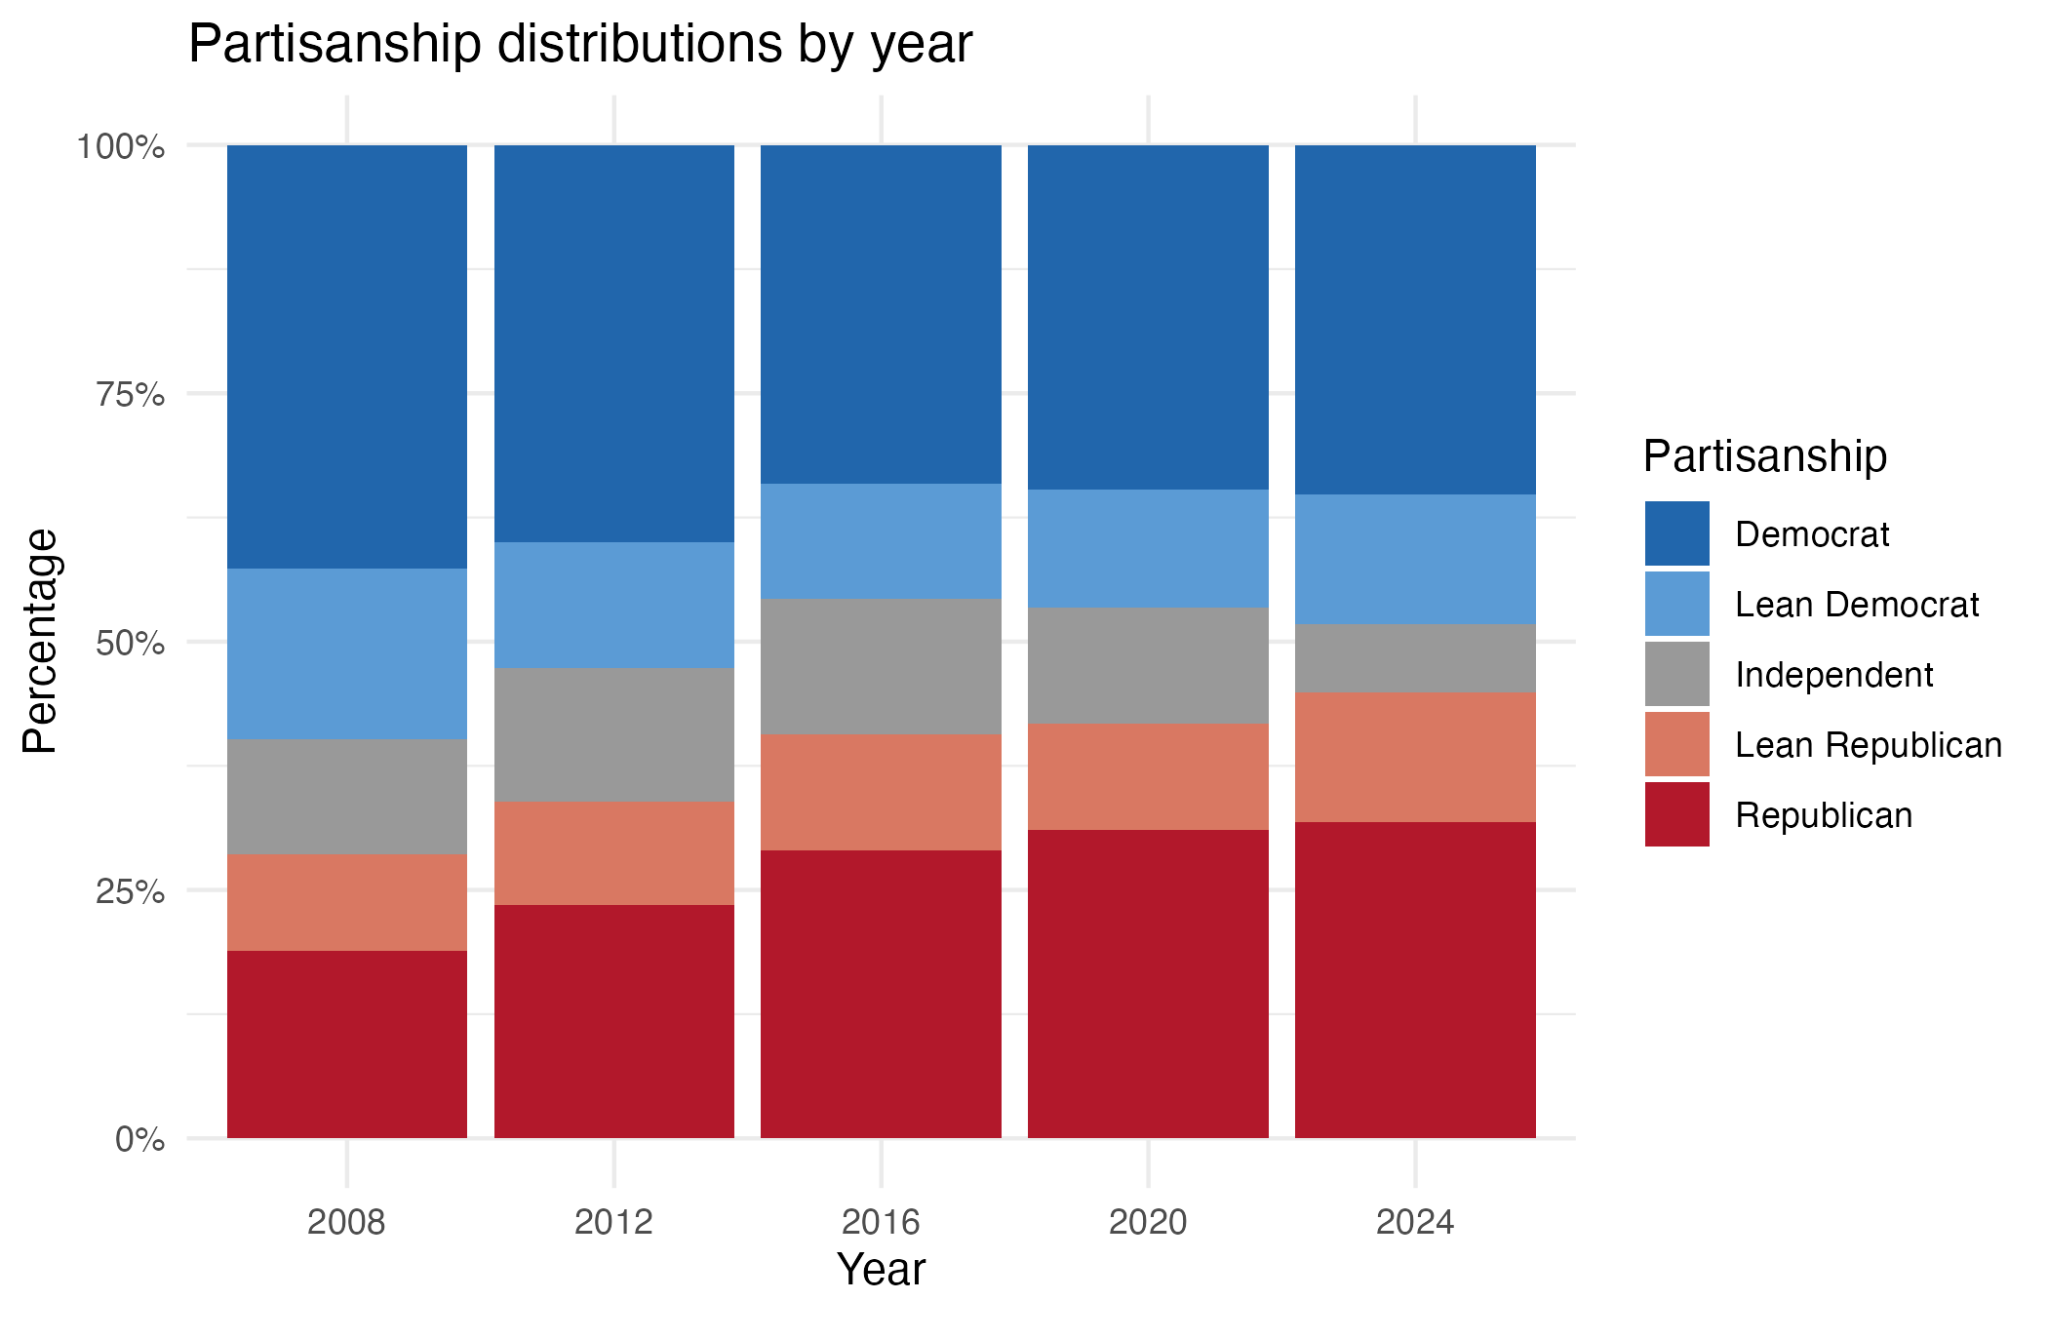 Partisanship distributions by year
100%
75%
50%
25%
0%
Percentage
2008 2012 2016 2020 2024
Year
Partisanship
Democrat
Lean Democrat
Independent
Lean Republican
Republican